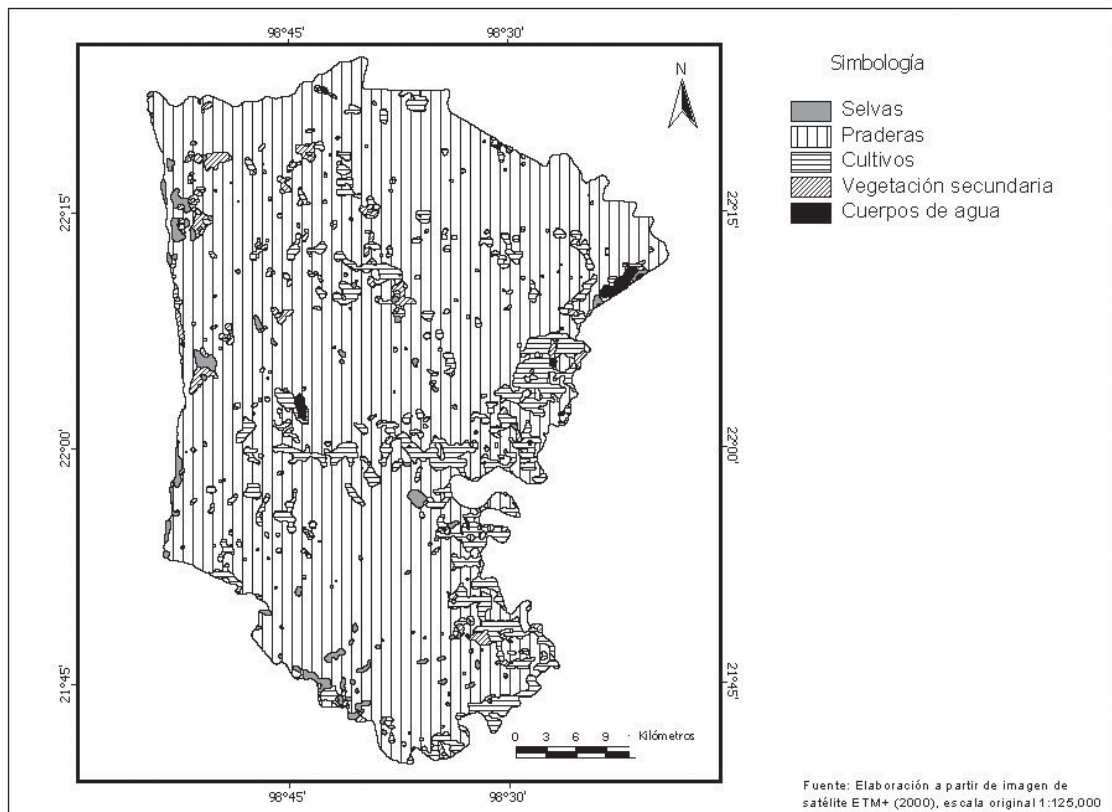 98°45'
98°30'
N
Simbología
Selvas
Praderas
Cultivos
Vegetación secundaria
Cuerpos de agua
22°15'
22°15'
22°00'
22°00'
21°45'
21°45'
0 3 6 9 Kilómetros
98°45'
98°30'
Fuente: Elaboración a partir de imagen de
satélite ETM+ (2000), escala original 1:125,000